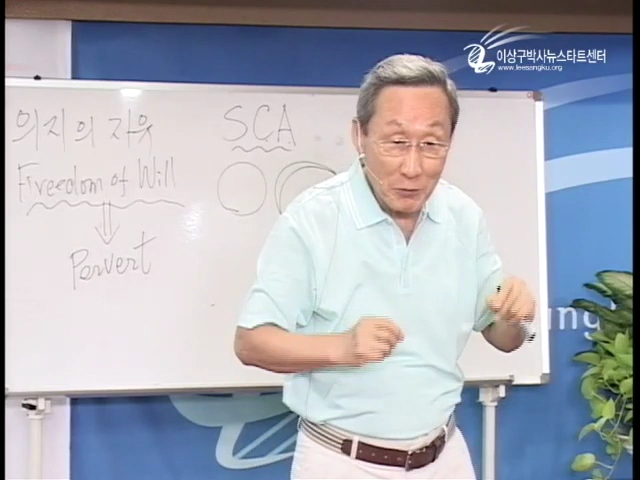 이상구박사뉴스타트센터
www.leesangku.org
의지의 자유
SCA
Freedom of Will
Pervert